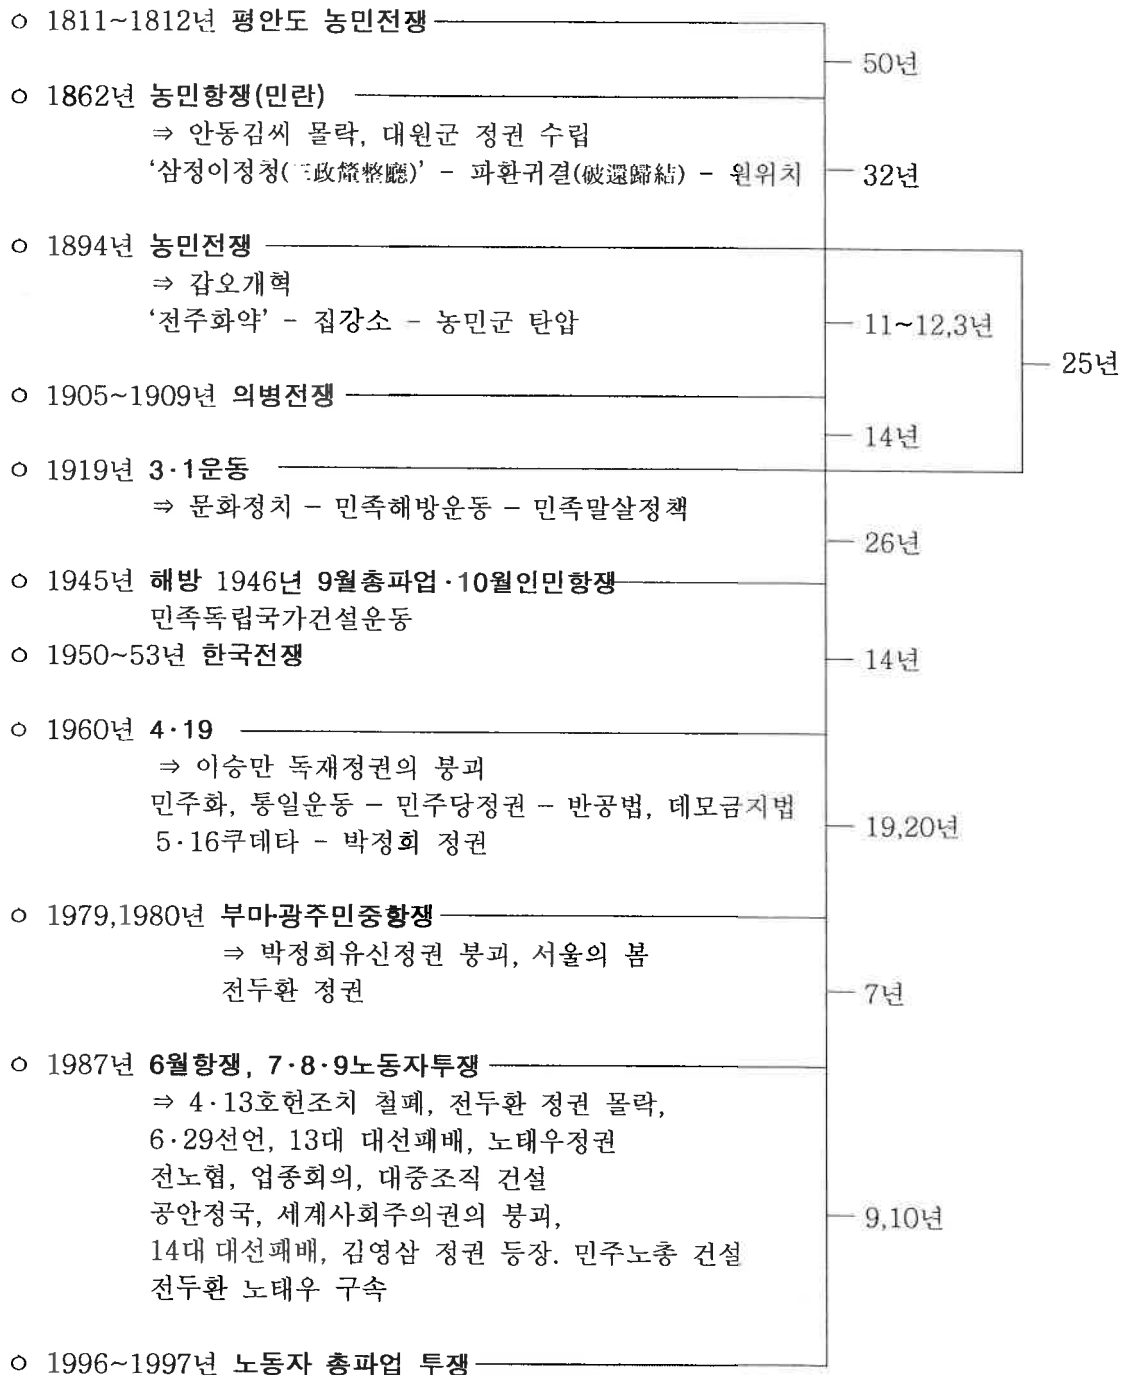 ○ 1811~1812년 평안도 농민전쟁
50년
○ 1862년 농민항쟁(민란)
⇒ 안동김씨 몰락, 대원군 정권 수립
'삼정이정청(三政釐整廳)' - 파환귀결(破還歸結) - 원위치
32년
○ 1894년 농민전쟁
⇒ 갑오개혁
'전주화약' - 집강소 - 농민군 탄압
11~12,3년
25년
○ 1905~1909년 의병전쟁
14년
○ 1919년 3·1운동
⇒ 문화정치 - 민족해방운동 - 민족말살정책
26년
○ 1945년 해방 1946년 9월총파업·10월인민항쟁
민족독립국가건설운동
○ 1950~53년 한국전쟁
14년
○ 1960년 4·19
⇒ 이승만 독재정권의 붕괴
민주화, 통일운동 - 민주당정권 - 반공법, 데모금지법
5·16쿠데타 - 박정희 정권
19,20년
○ 1979,1980년 부마·광주민중항쟁
⇒ 박정희유신정권 붕괴, 서울의 봄
전두환 정권
7년
○ 1987년 6월항쟁, 7·8·9노동자투쟁
⇒ 4·13호헌조치 철폐, 전두환 정권 몰락,
6·29선언, 13대 대선패배, 노태우정권
전노협, 업종회의, 대중조직 건설
공안정국, 세계사회주의권의 붕괴,
9,10년
14대 대선패배, 김영삼 정권 등장. 민주노총 건설
전두환 노태우 구속
○ 1996~1997년 노동자 총파업 투쟁